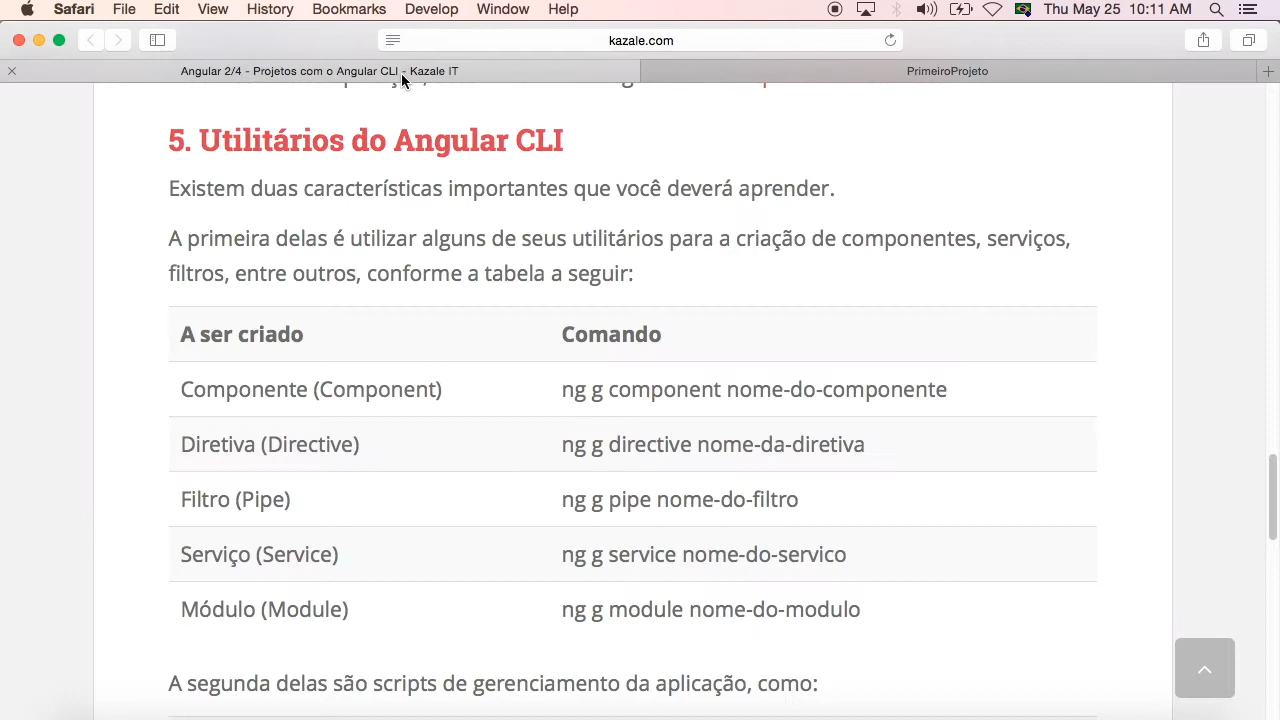 Safari File Edit View History Bookmarks Develop Window Help Thu May 25 10:11 AM
kazale.com
Angular 2/4 - Projetos com o Angular CLI - Kazale IT PrimeiroProjeto
5. Utilitários do Angular CLI
Existem duas características importantes que você deverá aprender.
A primeira delas é utilizar alguns de seus utilitários para a criação de componentes, serviços,
filtros, entre outros, conforme a tabela a seguir:
A ser criado Comando
Componente (Component) ng g component nome-do-componente
Diretiva (Directive) ng g directive nome-da-diretiva
Filtro (Pipe) ng g pipe nome-do-filtro
Serviço (Service) ng g service nome-do-servico
Módulo (Module) ng g module nome-do-modulo
A segunda delas são scripts de gerenciamento da aplicação, como: